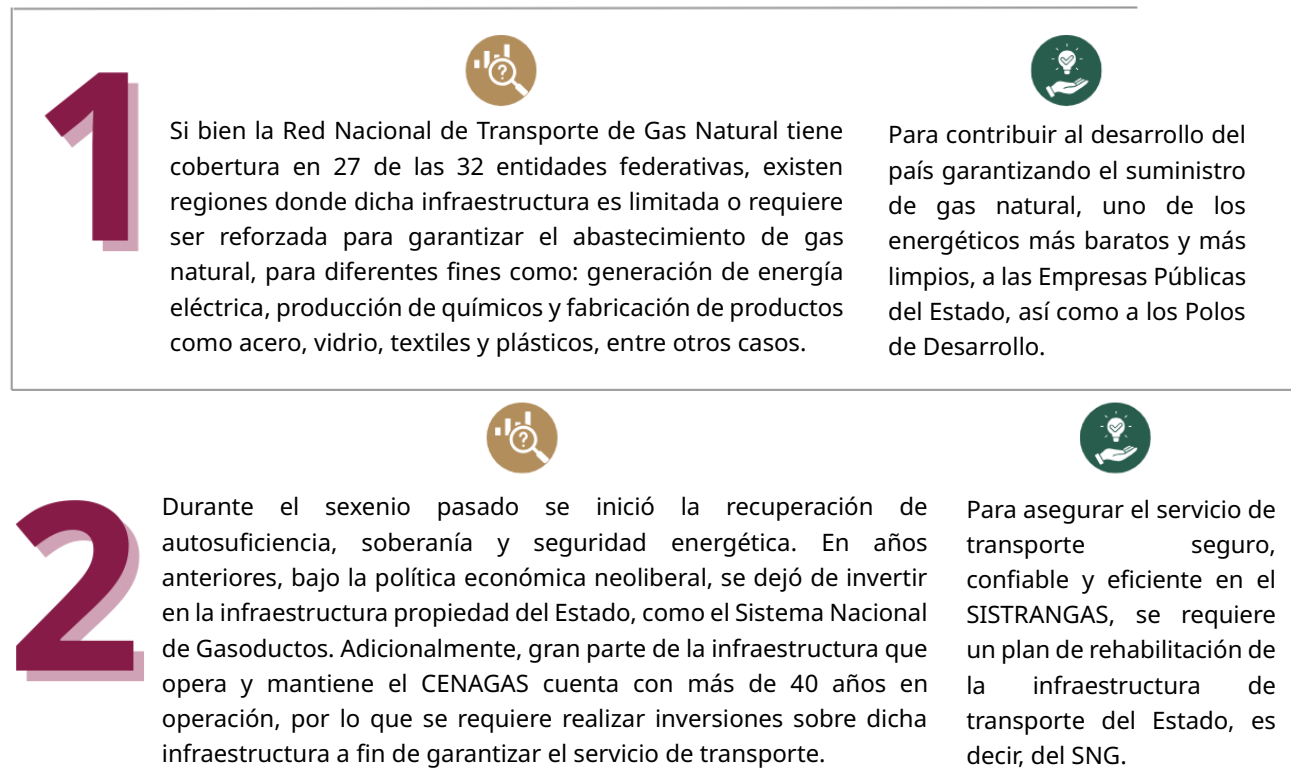 1
Si bien la Red Nacional de Transporte de Gas Natural tiene
cobertura en 27 de las 32 entidades federativas, existen
regiones donde dicha infraestructura es limitada o requiere
ser reforzada para garantizar el abastecimiento de gas
natural, para diferentes fines como: generación de energía
eléctrica, producción de químicos y fabricación de productos
como acero, vidrio, textiles y plásticos, entre otros casos.
Para contribuir al desarrollo del
país garantizando el suministro
de gas natural, uno de los
energéticos más baratos y más
limpios, a las Empresas Públicas
del Estado, así como a los Polos
de Desarrollo.
2
Durante el sexenio pasado se inició la recuperación de
autosuficiencia, soberanía y seguridad energética. En años
anteriores, bajo la política económica neoliberal, se dejó de invertir
en la infraestructura propiedad del Estado, como el Sistema Nacional
de Gasoductos. Adicionalmente, gran parte de la infraestructura que
opera y mantiene el CENAGAS cuenta con más de 40 años en
operación, por lo que se requiere realizar inversiones sobre dicha
infraestructura a fin de garantizar el servicio de transporte.
Para asegurar el servicio de
transporte seguro,
confiable y eficiente en el
SISTRANGAS, se requiere
un plan de rehabilitación de
la infraestructura de
transporte del Estado, es
decir, del SNG.